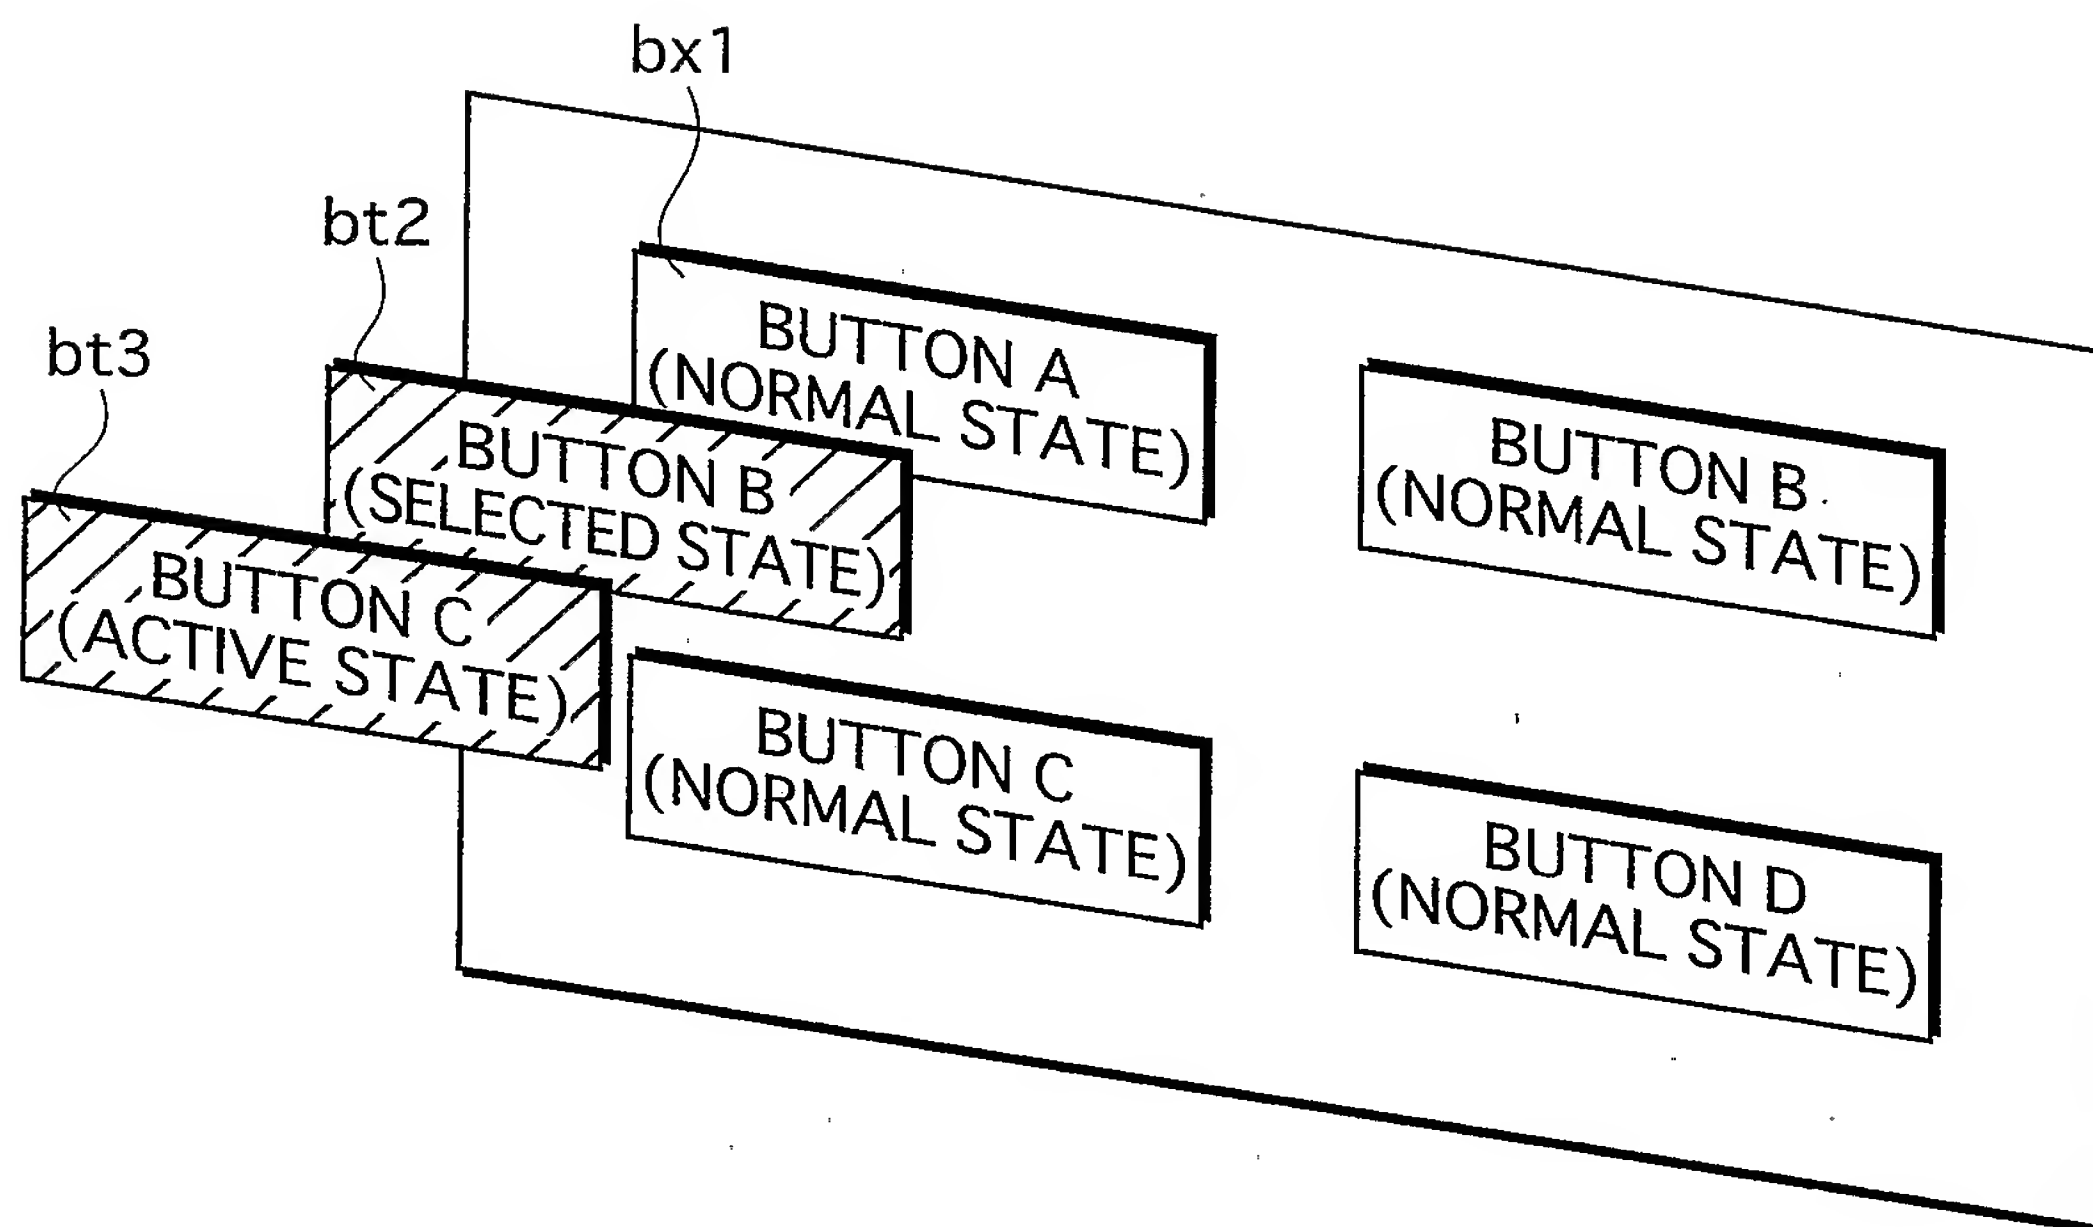 bx1
bt2
bt3
BUTTON A
(NORMAL STATE)
BUTTON B
(NORMAL STATE)
BUTTON B
(SELECTED STATE)
BUTTON C
(ACTIVE STATE)
BUTTON C
(NORMAL STATE)
BUTTON D
(NORMAL STATE)